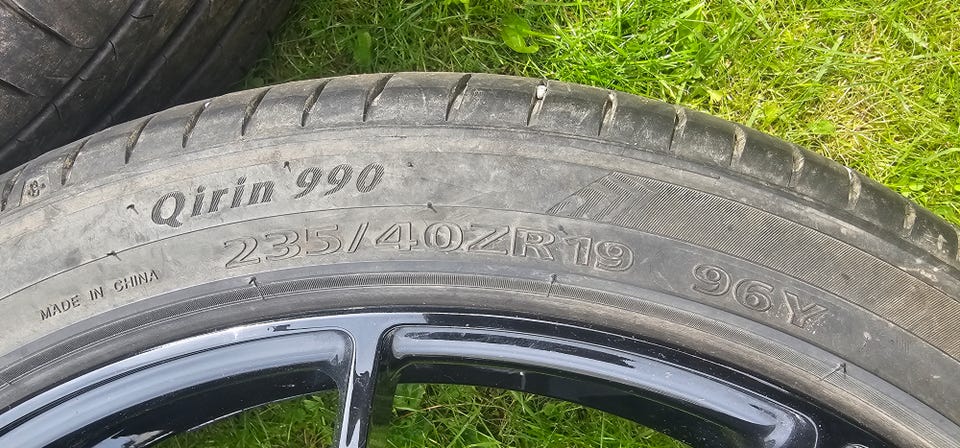 Qirin 990
235/40ZR19 96Y
MADE IN CHINA